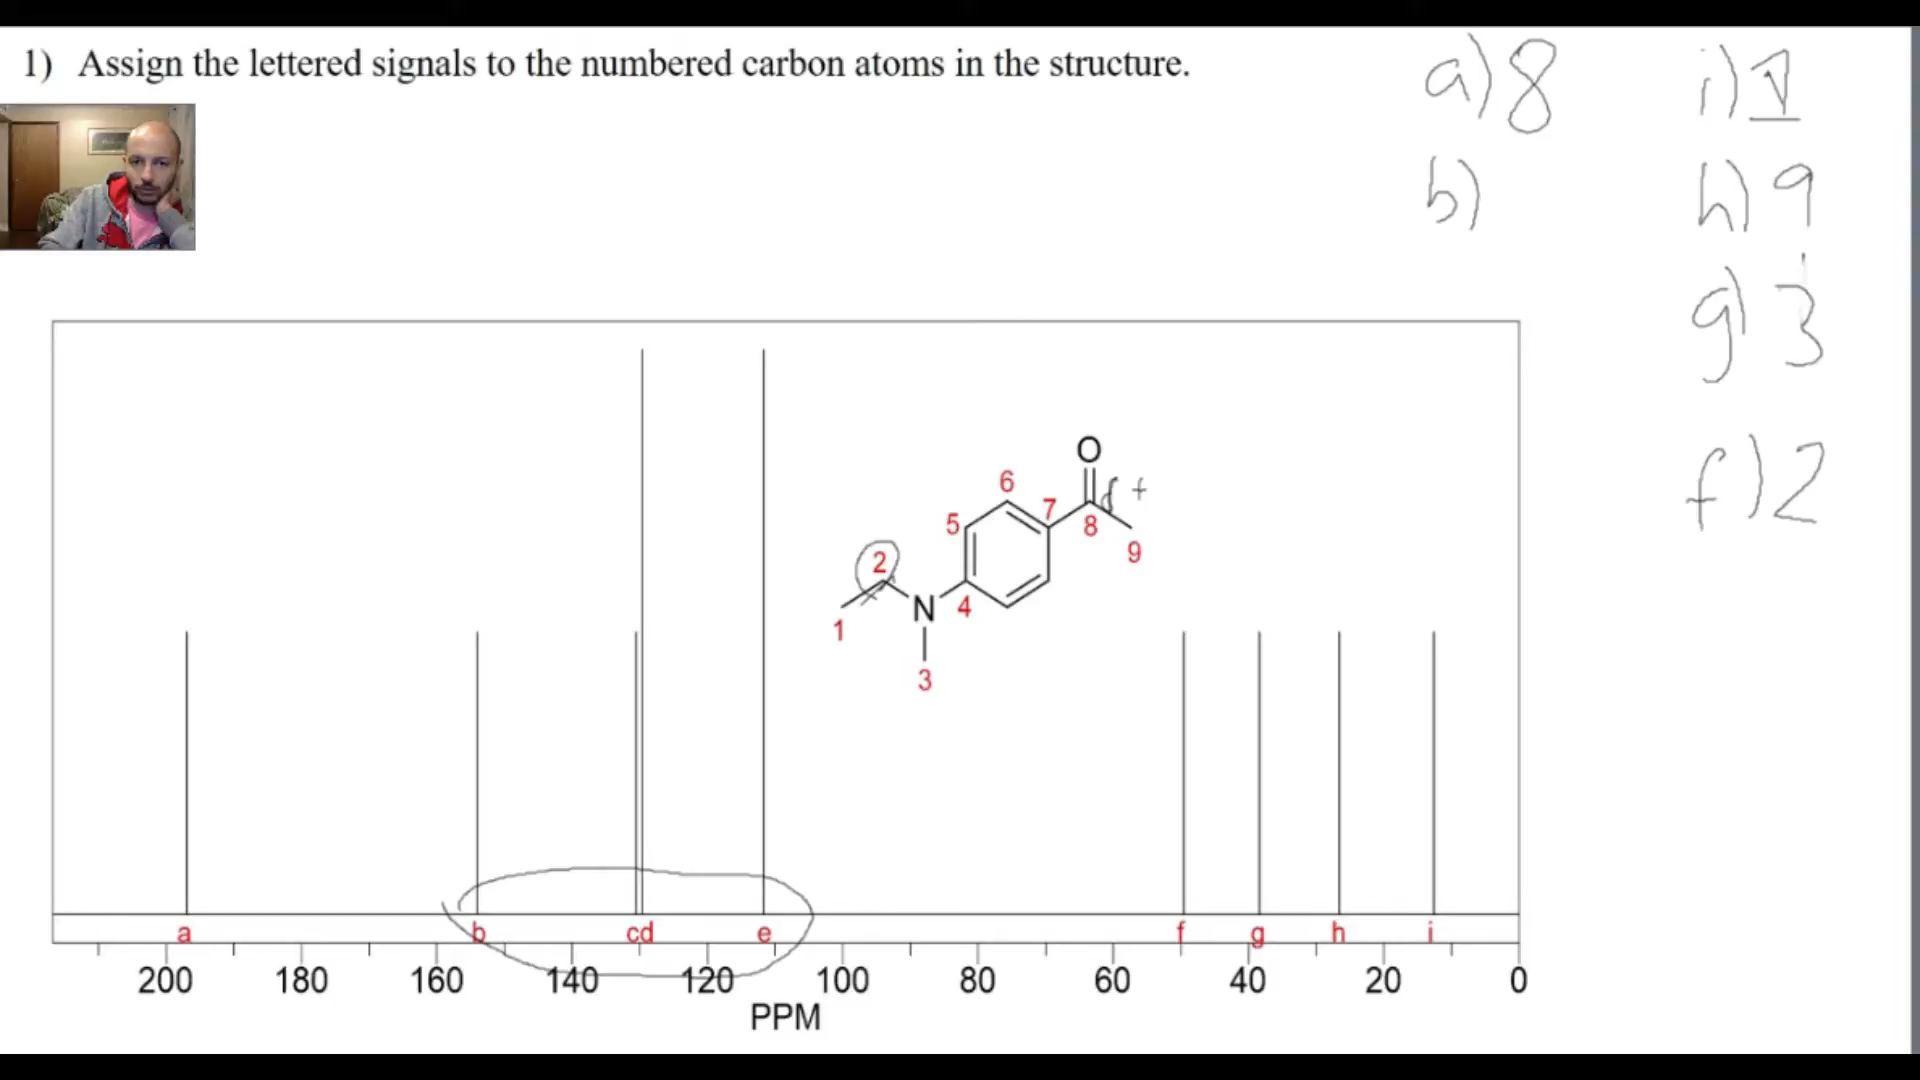 1) Assign the lettered signals to the numbered carbon atoms in the structure.
a) 8
i) 1
b)
h) 9
g) 3
f) 2
O
δ+
6
7
5
8
9
2
N
4
1
3
a b cd e f g h i
200 180 160 140 120 100 80 60 40 20 0
PPM